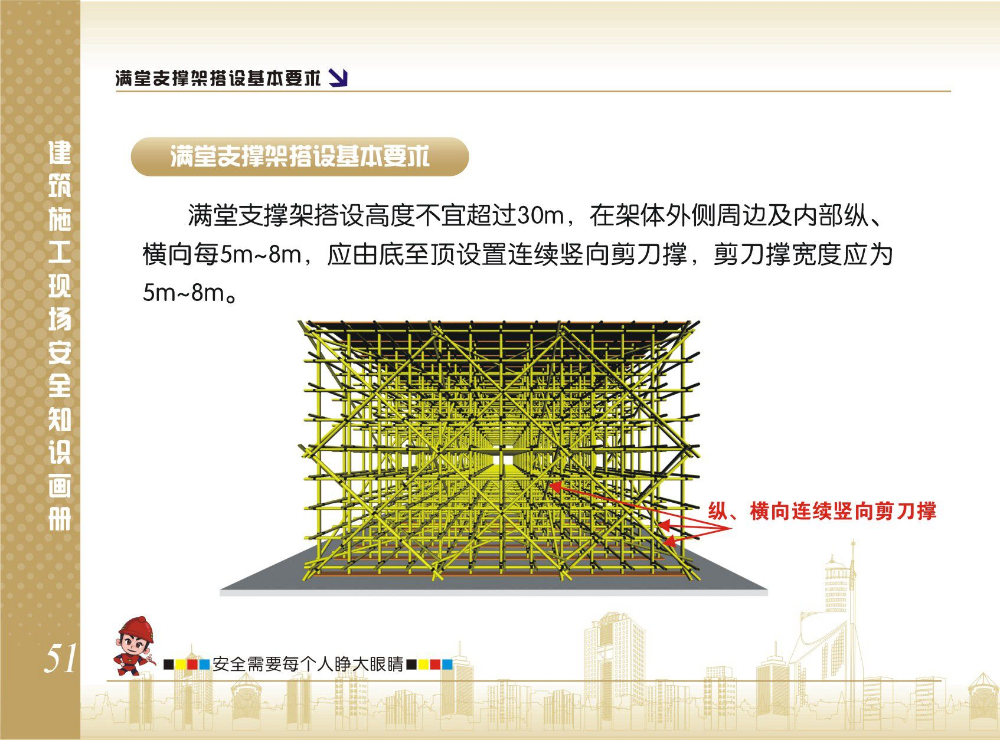 满堂支撑架搭设基本要求
建筑施工现场安全知识画册
满堂支撑架搭设基本要求
满堂支撑架搭设高度不宜超过30m，在架体外侧周边及内部纵、
横向每5m~8m，应由底至顶设置连续竖向剪刀撑，剪刀撑宽度应为
5m~8m。
纵、横向连续竖向剪刀撑
51
安全需要每个人睁大眼睛